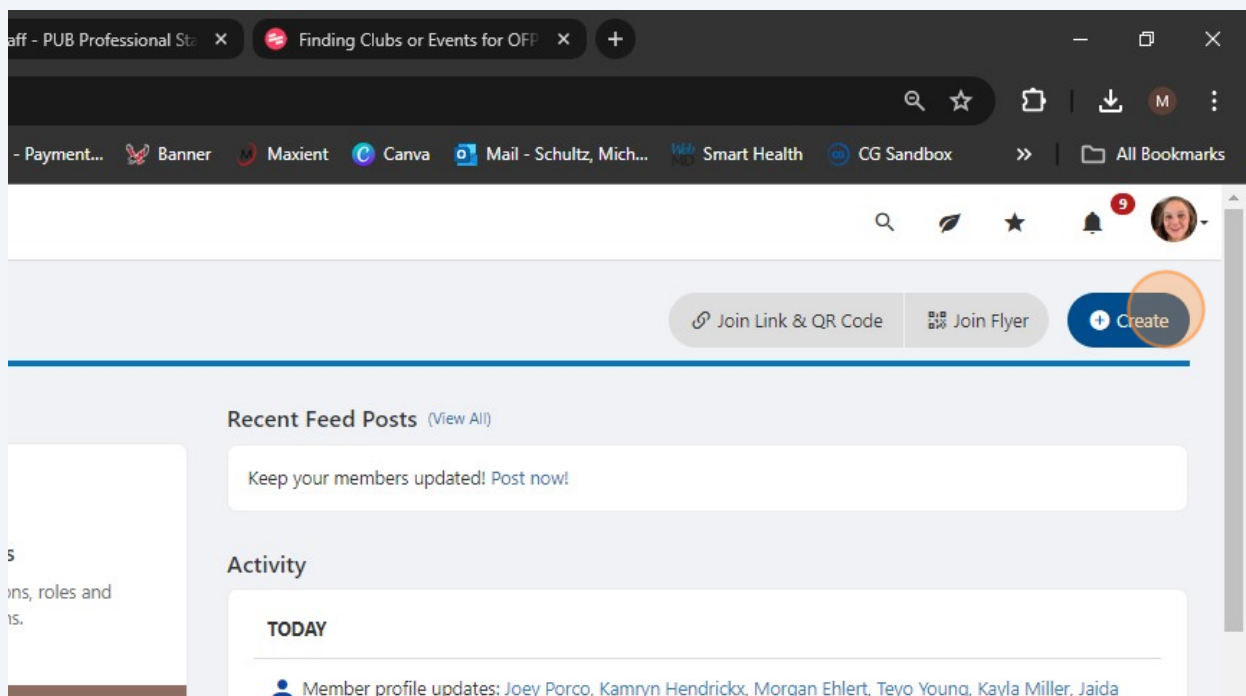 aff - PUB Professional Sta
Finding Clubs or Events for OFP
M
- Payment... Banner M Maxient C Canva Mail - Schultz, Mich... Web MD Smart Health CG Sandbox » All Bookmarks
9
Join Link & QR Code Join Flyer Create
Recent Feed Posts (View All)
Keep your members updated! Post now!
s
ons, roles and
ns.
Activity
TODAY
Member profile updates: Joey Porco, Kamryn Hendrickx, Morgan Ehlert, Teyo Young, Kayla Miller, Jaida